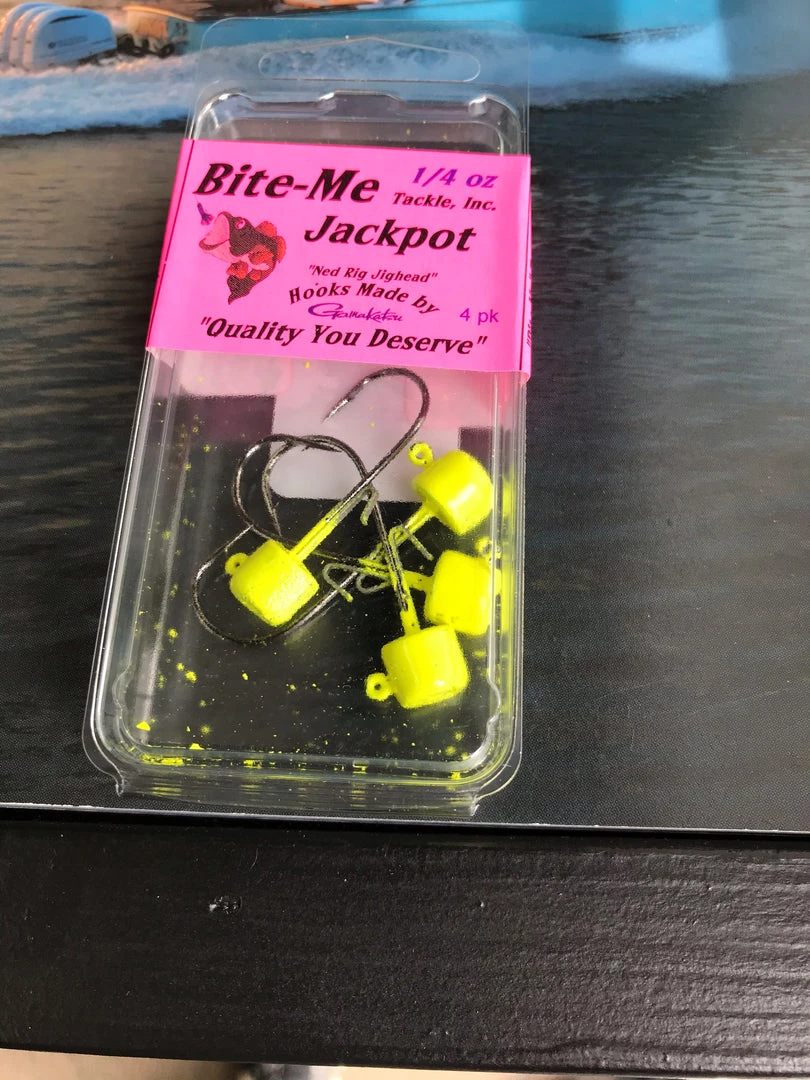 Bite-Me 1/4 oz
Tackle, Inc.
Jackpot
"Ned Rig Jighead"
Hooks Made by
Gamakatsu 4 pk
"Quality You Deserve"